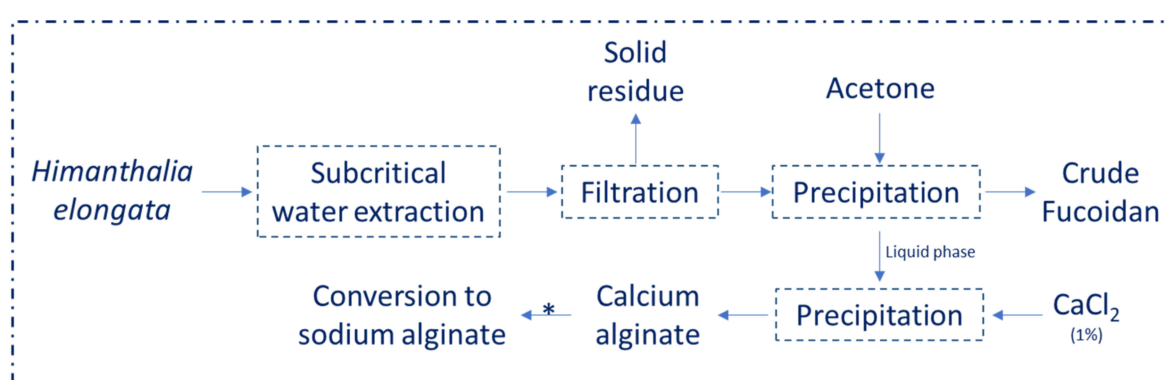 Solid
residue
Acetone
Himanthalia
elongata
Subcritical
water extraction
Filtration
Precipitation
Crude
Fucoidan
Liquid phase
Conversion to
sodium alginate
*
Calcium
alginate
Precipitation
CaCl₂
(1%)